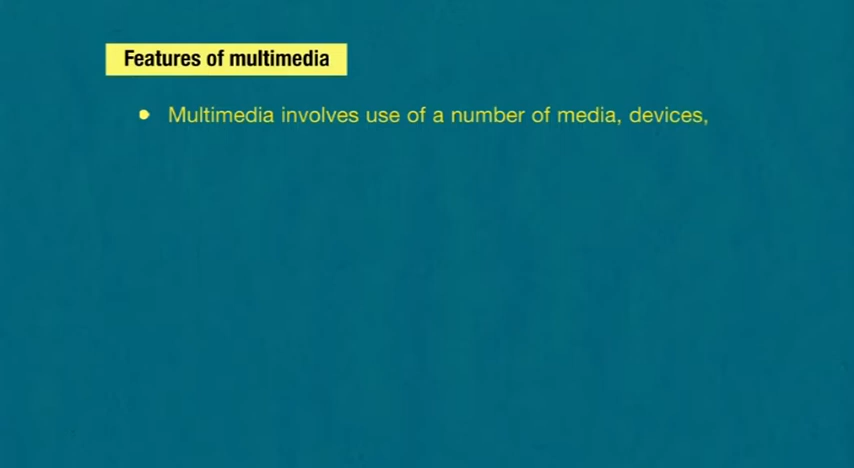 Features of multimedia
Multimedia involves use of a number of media, devices,